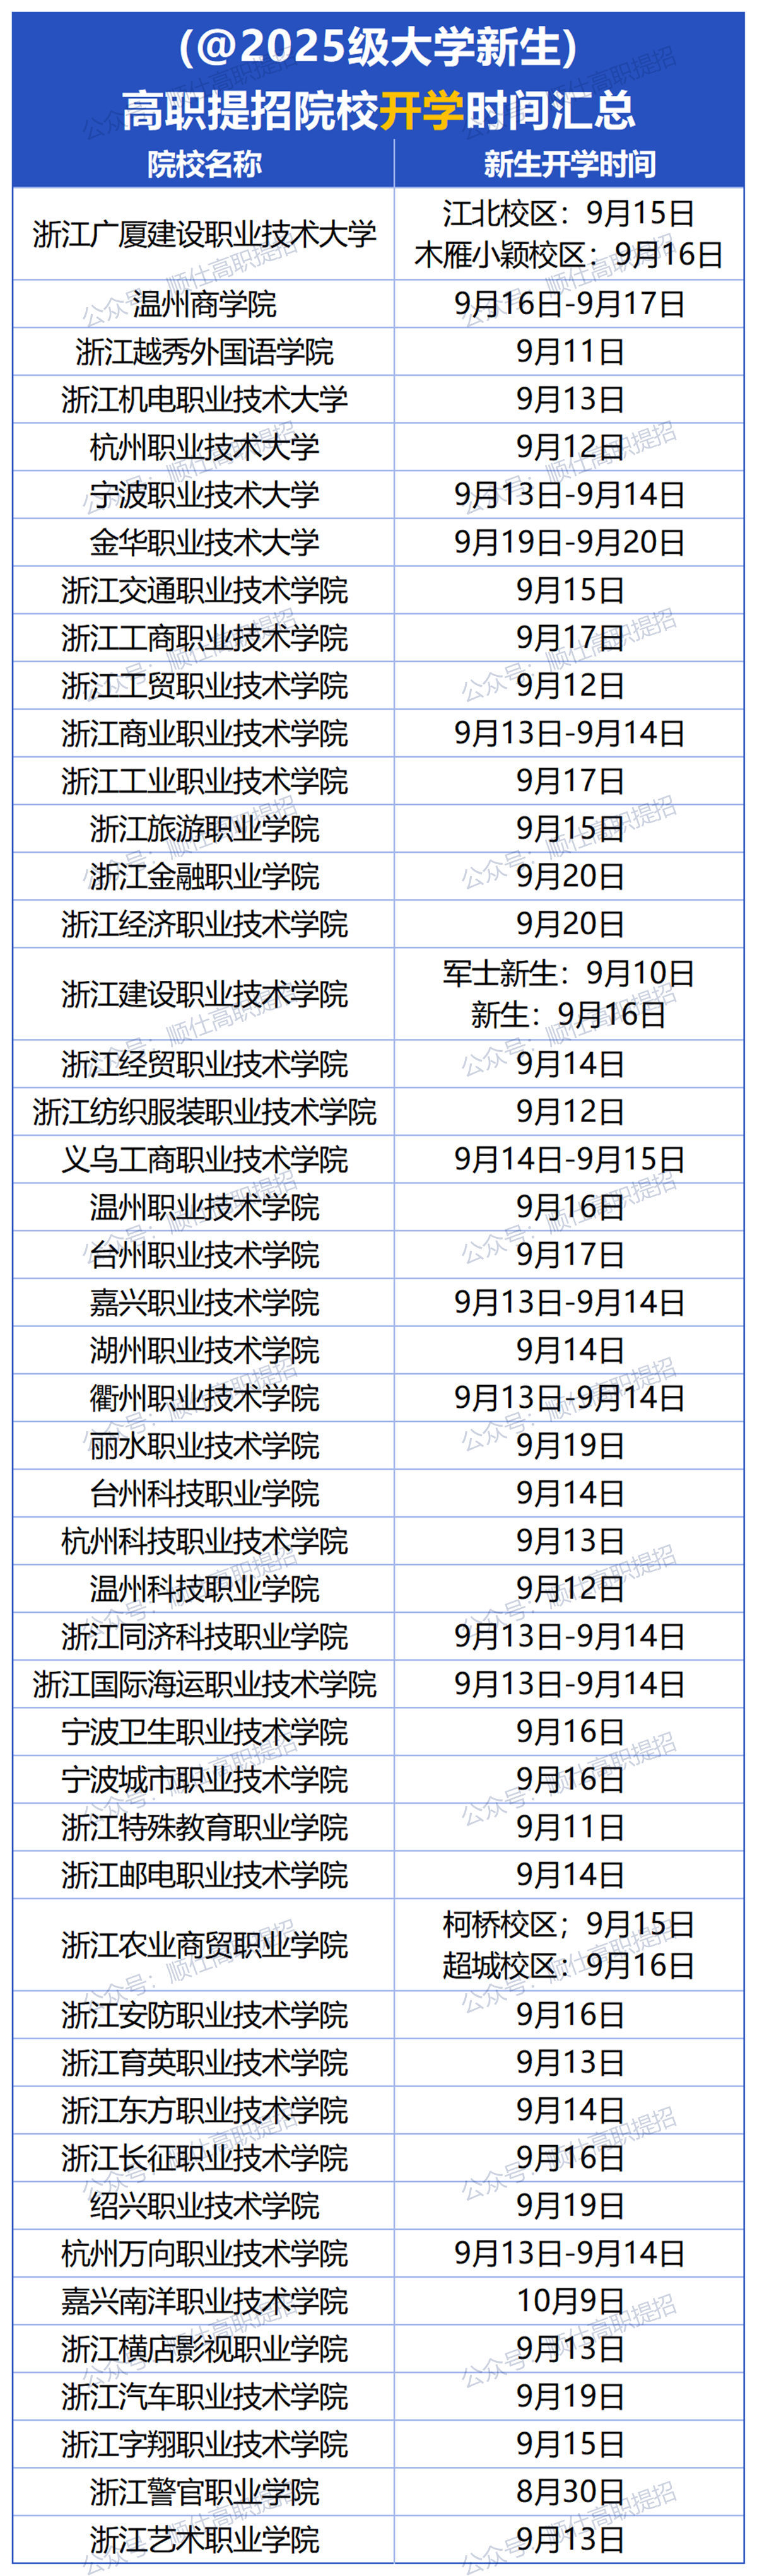 (@2025级大学新生)
高职提招院校开学时间汇总
院校名称 新生开学时间
浙江广厦建设职业技术大学 江北校区：9月15日
木雁小颖校区：9月16日
温州商学院 9月16日-9月17日
浙江越秀外国语学院 9月11日
浙江机电职业技术大学 9月13日
杭州职业技术大学 9月12日
宁波职业技术大学 9月13日-9月14日
金华职业技术大学 9月19日-9月20日
浙江交通职业技术学院 9月15日
浙江工商职业技术学院 9月17日
浙江工贸职业技术学院 9月12日
浙江商业职业技术学院 9月13日-9月14日
浙江工业职业技术学院 9月17日
浙江旅游职业学院 9月15日
浙江金融职业学院 9月20日
浙江经济职业技术学院 9月20日
浙江建设职业技术学院 军士新生：9月10日
新生：9月16日
浙江经贸职业技术学院 9月14日
浙江纺织服装职业技术学院 9月12日
义乌工商职业技术学院 9月14日-9月15日
温州职业技术学院 9月16日
台州职业技术学院 9月17日
嘉兴职业技术学院 9月13日-9月14日
湖州职业技术学院 9月14日
衢州职业技术学院 9月13日-9月14日
丽水职业技术学院 9月19日
台州科技职业学院 9月14日
杭州科技职业技术学院 9月13日
温州科技职业学院 9月12日
浙江同济科技职业学院 9月13日-9月14日
浙江国际海运职业技术学院 9月13日-9月14日
宁波卫生职业技术学院 9月16日
宁波城市职业技术学院 9月16日
浙江特殊教育职业学院 9月11日
浙江邮电职业技术学院 9月14日
浙江农业商贸职业学院 柯桥校区；9月15日
超城校区：9月16日
浙江安防职业技术学院 9月16日
浙江育英职业技术学院 9月13日
浙江东方职业技术学院 9月14日
浙江长征职业技术学院 9月16日
绍兴职业技术学院 9月19日
杭州万向职业技术学院 9月13日-9月14日
嘉兴南洋职业技术学院 10月9日
浙江横店影视职业学院 9月13日
浙江汽车职业技术学院 9月19日
浙江字翔职业技术学院 9月15日
浙江警官职业学院 8月30日
浙江艺术职业学院 9月13日
公众号：顺仕高职提招